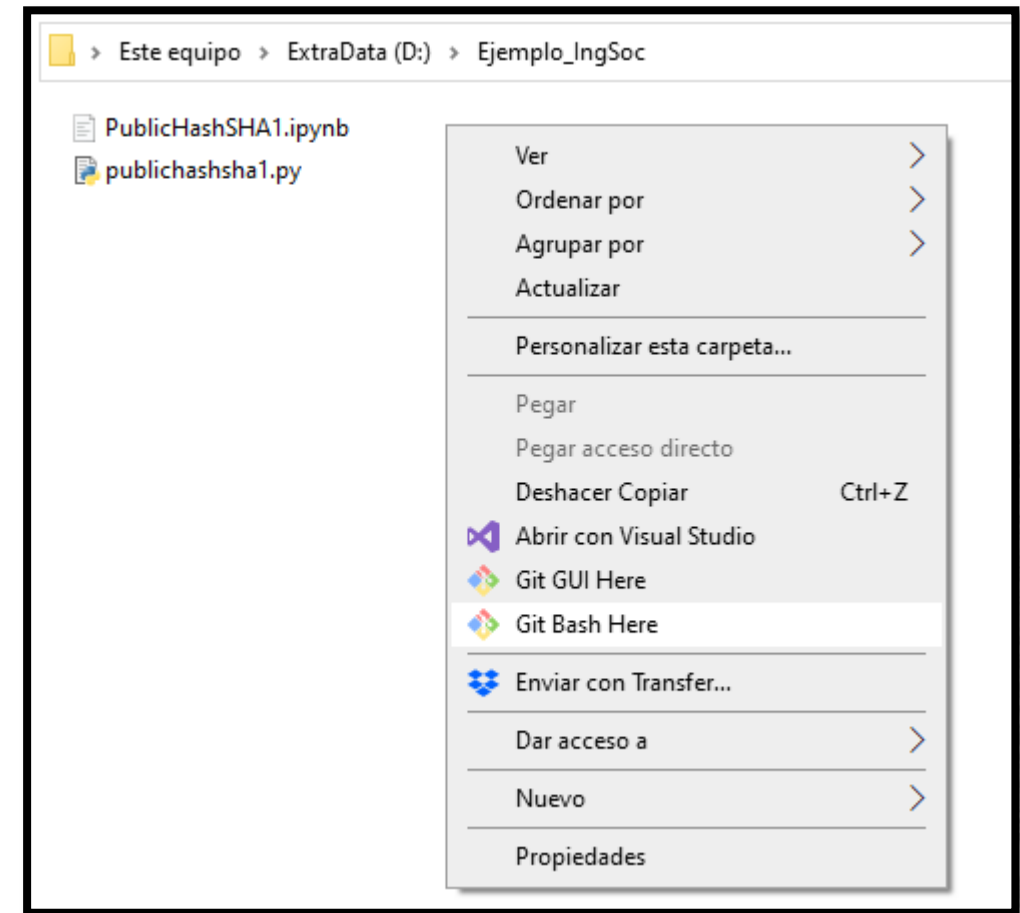 Este equipo > ExtraData (D:) > Ejemplo_IngSoc
PublicHashSHA1.ipynb
publichashsha1.py
Ver
Ordenar por
Agrupar por
Actualizar
Personalizar esta carpeta...
Pegar
Pegar acceso directo
Deshacer Copiar Ctrl+Z
Abrir con Visual Studio
Git GUI Here
Git Bash Here
Enviar con Transfer...
Dar acceso a
Nuevo
Propiedades